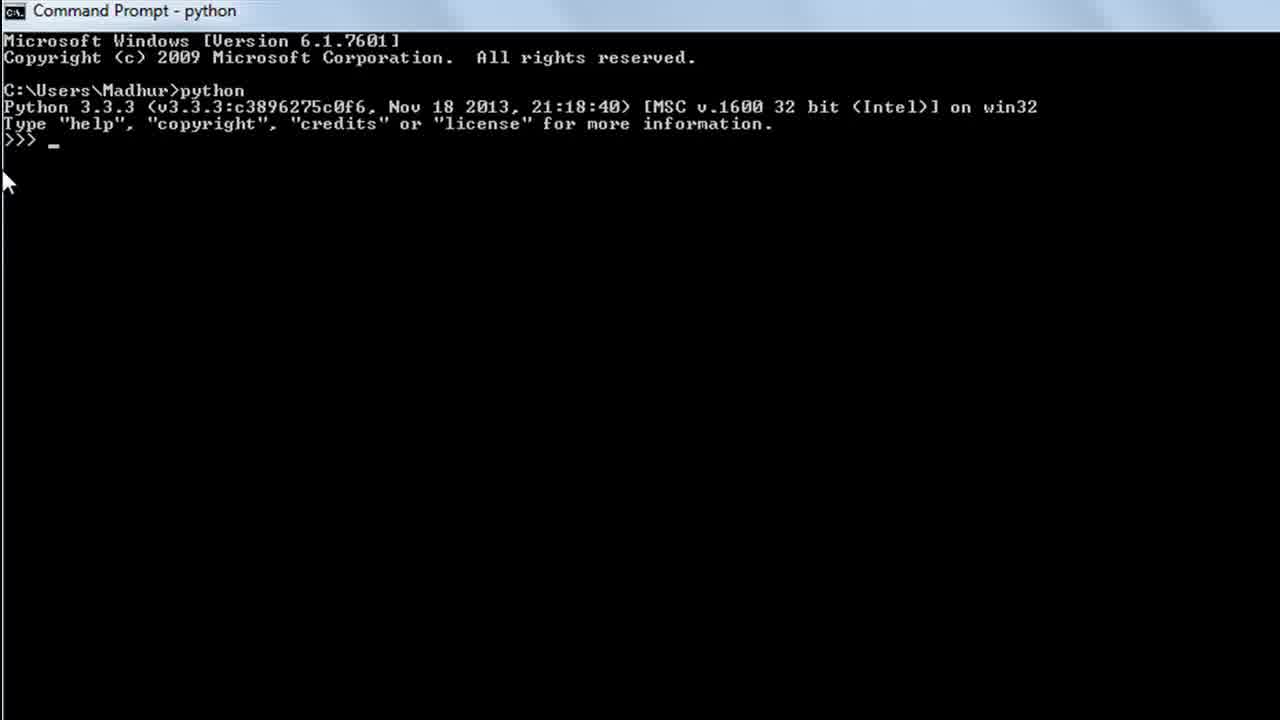 Command Prompt - python
Microsoft Windows [Version 6.1.7601]
Copyright (c) 2009 Microsoft Corporation.  All rights reserved.
C:\Users\Madhur>python
Python 3.3.3 (v3.3.3:c3896275c0f6, Nov 18 2013, 21:18:40) [MSC v.1600 32 bit (Intel)] on win32
Type "help", "copyright", "credits" or "license" for more information.
>>> _